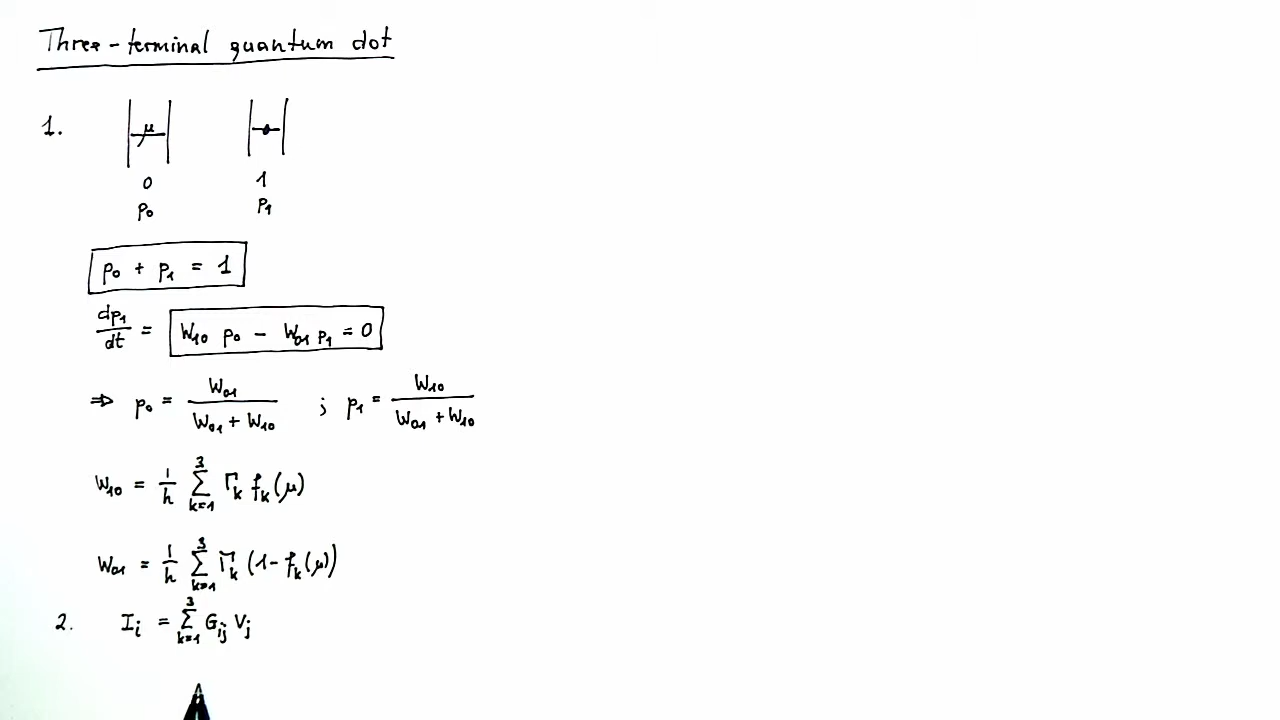 Three-terminal quantum dot
1.
μ
0 1
p₀ p₁
p₀ + p₁ = 1
dp₁/dt = W₁₀ p₀ − W₀₁ p₁ = 0
⇒ p₀ = W₀₁/(W₀₁ + W₁₀) ; p₁ = W₁₀/(W₀₁ + W₁₀)
W₁₀ = 1/h ∑_{k=1}^{3} Γ_k f_k(μ)
W₀₁ = 1/h ∑_{k=1}^{3} Γ_k (1 − f_k(μ))
2. I_i = ∑_{k=1}^{3} G_{ij} V_j